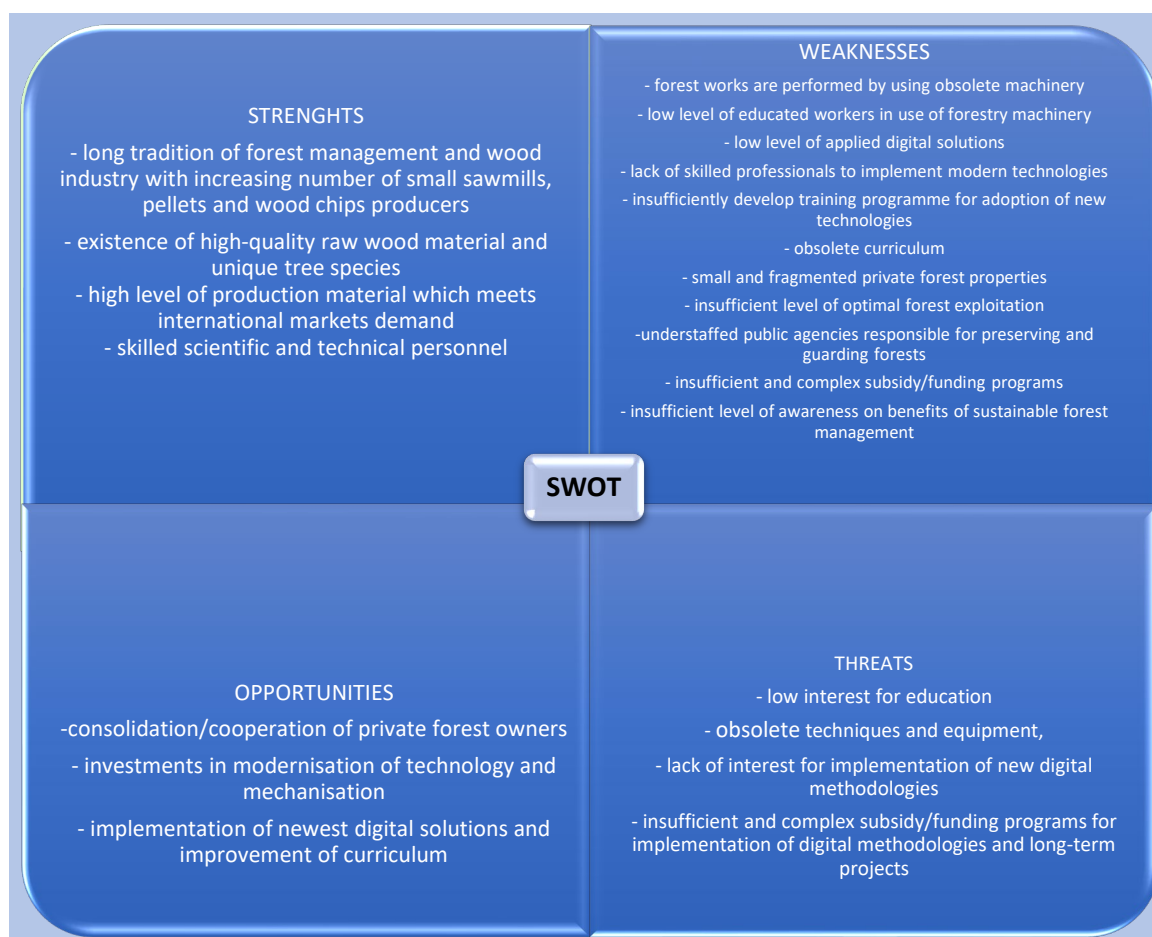 STRENGHTS
- long tradition of forest management and wood
industry with increasing number of small sawmills,
pellets and wood chips producers
- existence of high-quality raw wood material and
unique tree species
- high level of production material which meets
international markets demand
- skilled scientific and technical personnel
WEAKNESSES
- forest works are performed by using obsolete machinery
- low level of educated workers in use of forestry machinery
- low level of applied digital solutions
- lack of skilled professionals to implement modern technologies
- insufficiently develop training programme for adoption of new
technologies
- obsolete curriculum
- small and fragmented private forest properties
- insufficient level of optimal forest exploitation
-understaffed public agencies responsible for preserving and
guarding forests
- insufficient and complex subsidy/funding programs
- insufficient level of awareness on benefits of sustainable forest
management
SWOT
OPPORTUNITIES
-consolidation/cooperation of private forest owners
- investments in modernisation of technology and
mechanisation
- implementation of newest digital solutions and
improvement of curriculum
THREATS
- low interest for education
- obsolete techniques and equipment,
- lack of interest for implementation of new digital
methodologies
- insufficient and complex subsidy/funding programs for
implementation of digital methodologies and long-term
projects